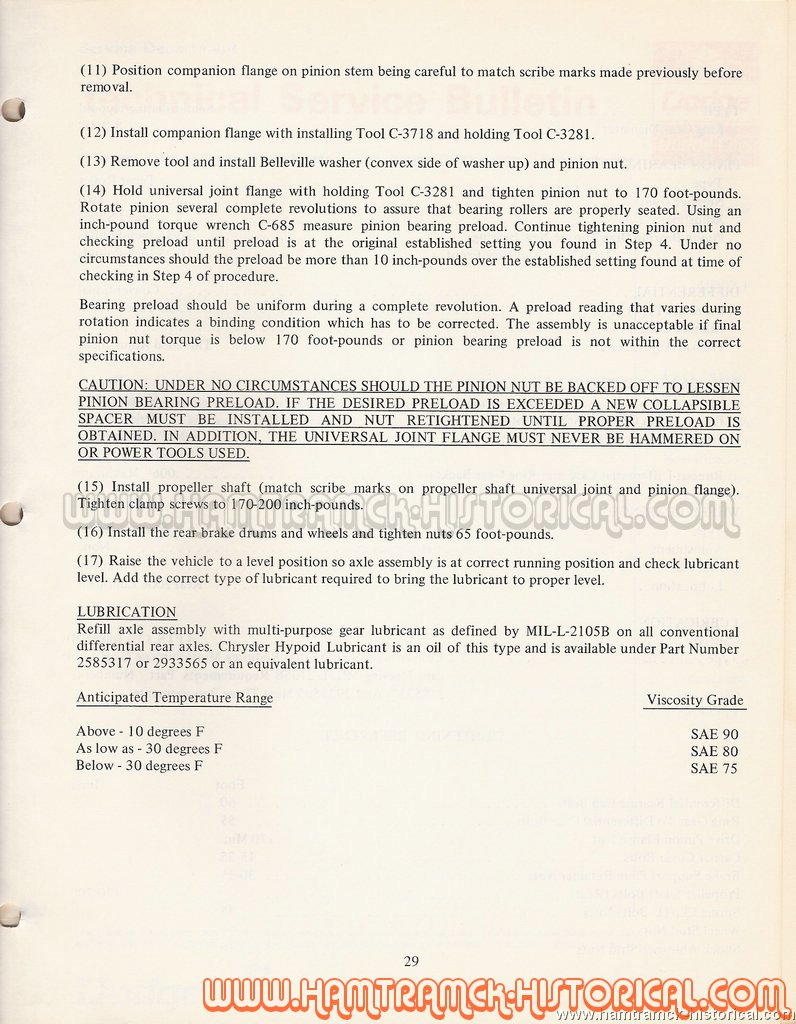 (11) Position companion flange on pinion stem being careful to match scribe marks made previously before
removal.
(12) Install companion flange with installing Tool C-3718 and holding Tool C-3281.
(13) Remove tool and install Belleville washer (convex side of washer up) and pinion nut.
(14) Hold universal joint flange with holding Tool C-3281 and tighten pinion nut to 170 foot-pounds.
Rotate pinion several complete revolutions to assure that bearing rollers are properly seated. Using an
inch-pound torque wrench C-685 measure pinion bearing preload. Continue tightening pinion nut and
checking preload until preload is at the original established setting you found in Step 4. Under no
circumstances should the preload be more than 10 inch-pounds over the established setting found at time of
checking in Step 4 of procedure.
Bearing preload should be uniform during a complete revolution. A preload reading that varies during
rotation indicates a binding condition which has to be corrected. The assembly is unacceptable if final
pinion nut torque is below 170 foot-pounds or pinion bearing preload is not within the correct
specifications.
CAUTION: UNDER NO CIRCUMSTANCES SHOULD THE PINION NUT BE BACKED OFF TO LESSEN
PINION BEARING PRELOAD. IF THE DESIRED PRELOAD IS EXCEEDED A NEW COLLAPSIBLE
SPACER MUST BE INSTALLED AND NUT RETIGHTENED UNTIL PROPER PRELOAD IS
OBTAINED. IN ADDITION, THE UNIVERSAL JOINT FLANGE MUST NEVER BE HAMMERED ON
OR POWER TOOLS USED.
(15) Install propeller shaft (match scribe marks on propeller shaft universal joint and pinion flange).
www.HAMTRAMCK-HISTORICAL.COM
Tighten clamp screws to 170-200 inch-pounds.
(16) Install the rear brake drums and wheels and tighten nuts 65 foot-pounds.
(17) Raise the vehicle to a level position so axle assembly is at correct running position and check lubricant
level. Add the correct type of lubricant required to bring the lubricant to proper level.
LUBRICATION
Refill axle assembly with multi-purpose gear lubricant as defined by MIL-L-2105B on all conventional
differential rear axles. Chrysler Hypoid Lubricant is an oil of this type and is available under Part Number
2585317 or 2933565 or an equivalent lubricant.
Anticipated Temperature Range Viscosity Grade
Above - 10 degrees F SAE 90
As low as - 30 degrees F SAE 80
Below - 30 degrees F SAE 75
29
www.HAMTRAMCK-HISTORICAL.COM
www.hamtramck-historical.com